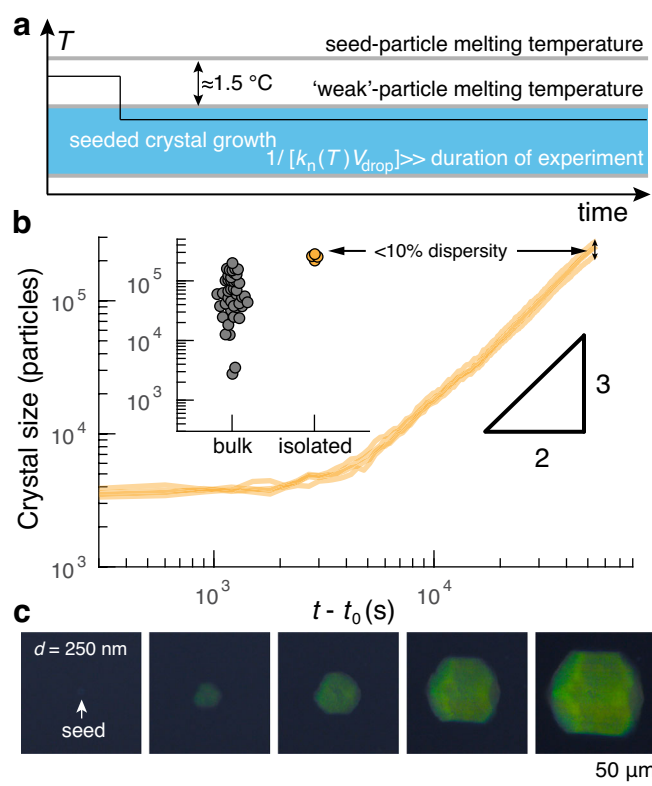 a
T
seed-particle melting temperature
≈1.5 °C
'weak'-particle melting temperature
seeded crystal growth
1/ [kn(T)Vdrop]>> duration of experiment
time
b
Crystal size (particles)
10^5
10^4
10^3
10^5
10^4
10^3
bulk
isolated
<10% dispersity
3
2
10^3
10^4
t - t0(s)
c
d = 250 nm
seed
50 µm